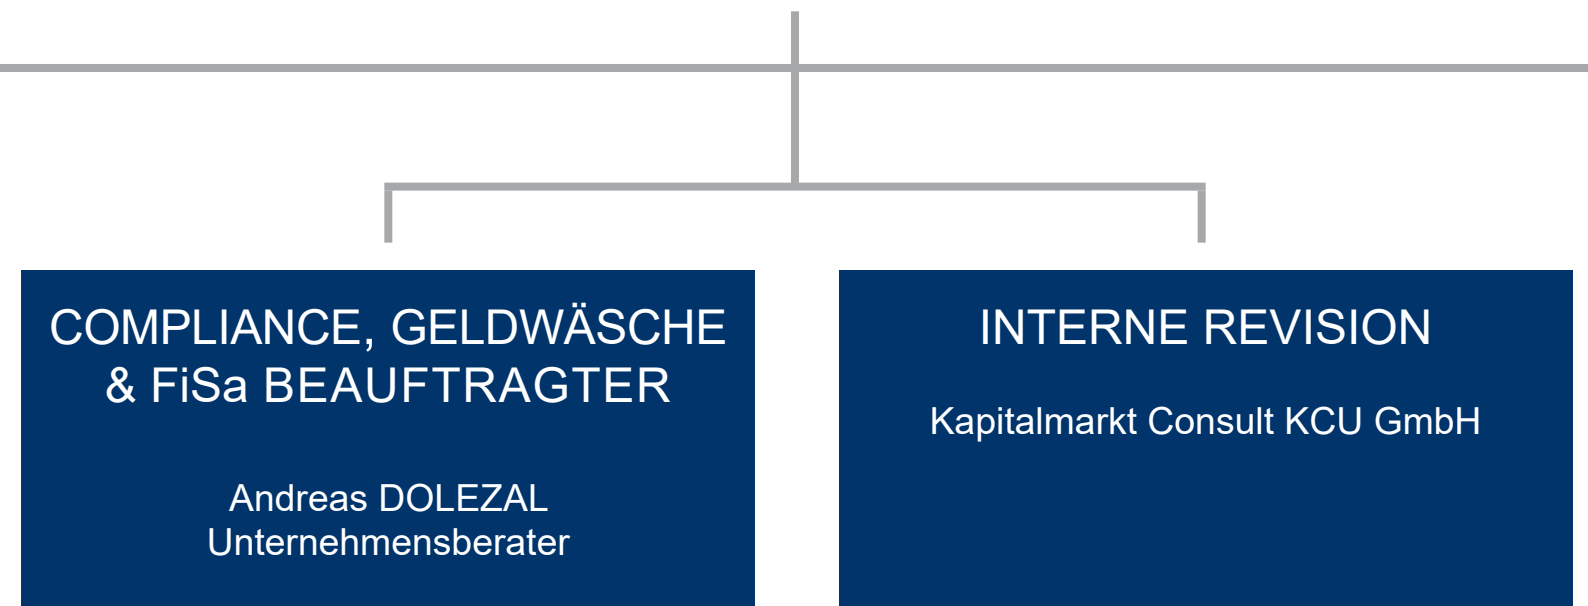 COMPLIANCE, GELDWÄSCHE
& FiSa BEAUFTRAGTER
Andreas DOLEZAL
Unternehmensberater
INTERNE REVISION
Kapitalmarkt Consult KCU GmbH